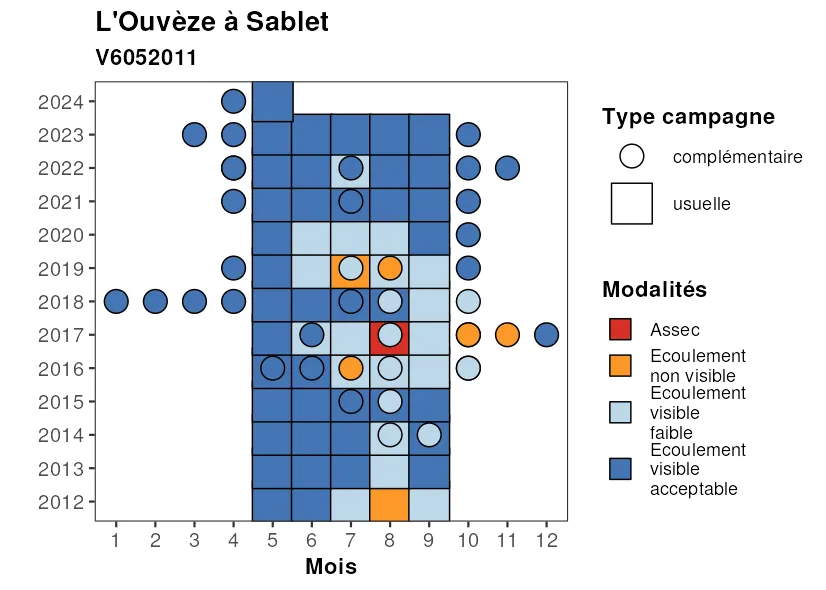 L'Ouvèze à Sablet
V6052011
2024
2023
2022
2021
2020
2019
2018
2017
2016
2015
2014
2013
2012
1 2 3 4 5 6 7 8 9 10 11 12
Mois
Type campagne
complémentaire
usuelle
Modalités
Assec
Ecoulement
non visible
Ecoulement
visible
faible
Ecoulement
visible
acceptable